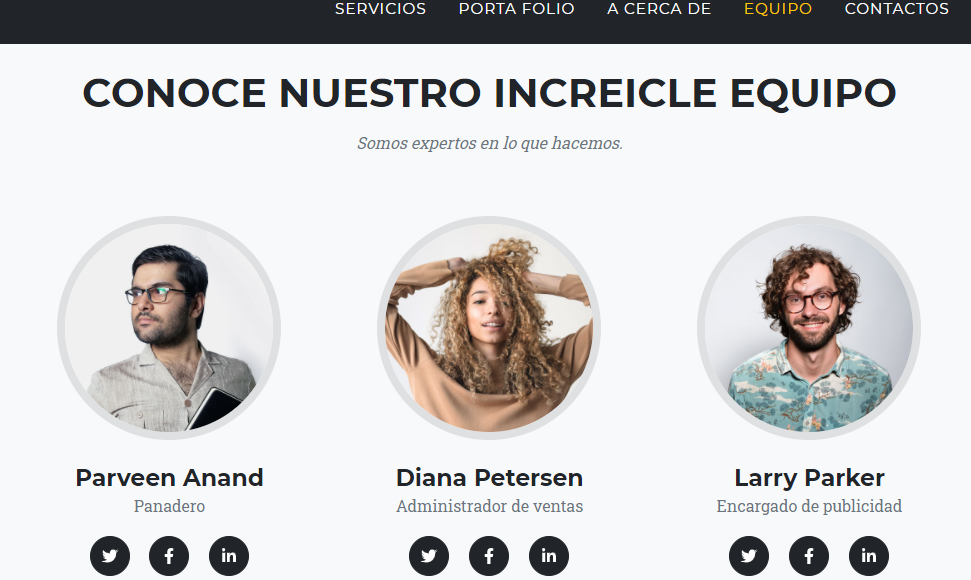 SERVICIOS PORTA FOLIO A CERCA DE EQUIPO CONTACTOS
CONOCE NUESTRO INCREICLE EQUIPO
Somos expertos en lo que hacemos.
Parveen Anand Diana Petersen Larry Parker
Panadero Administrador de ventas Encargado de publicidad